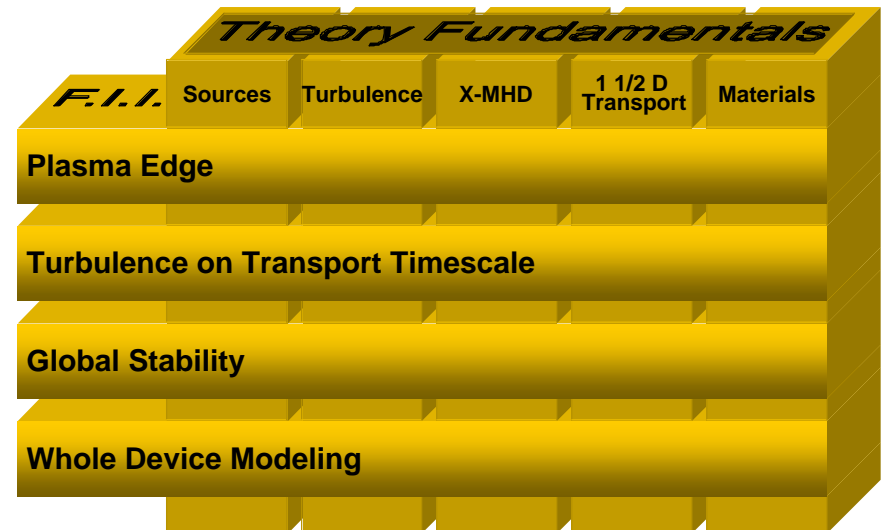 Theory Fundamentals
F.I.I.
Sources
Turbulence
X-MHD
1 1/2 D
Transport
Materials
Plasma Edge
Turbulence on Transport Timescale
Global Stability
Whole Device Modeling